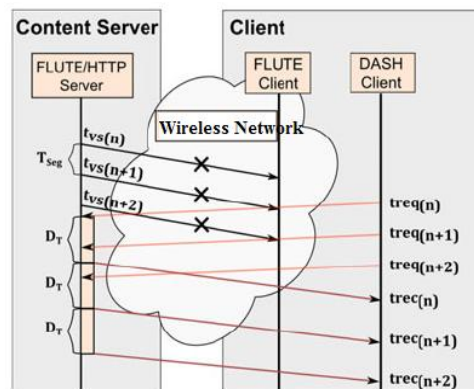 Content Server
Client
FLUTE/HTTP
Server
FLUTE
Client
DASH
Client
Wireless Network
tvs(n)
TSeg
tvs(n+1)
tvs(n+2)
treq(n)
treq(n+1)
treq(n+2)
DT
DT
DT
trec(n)
trec(n+1)
trec(n+2)